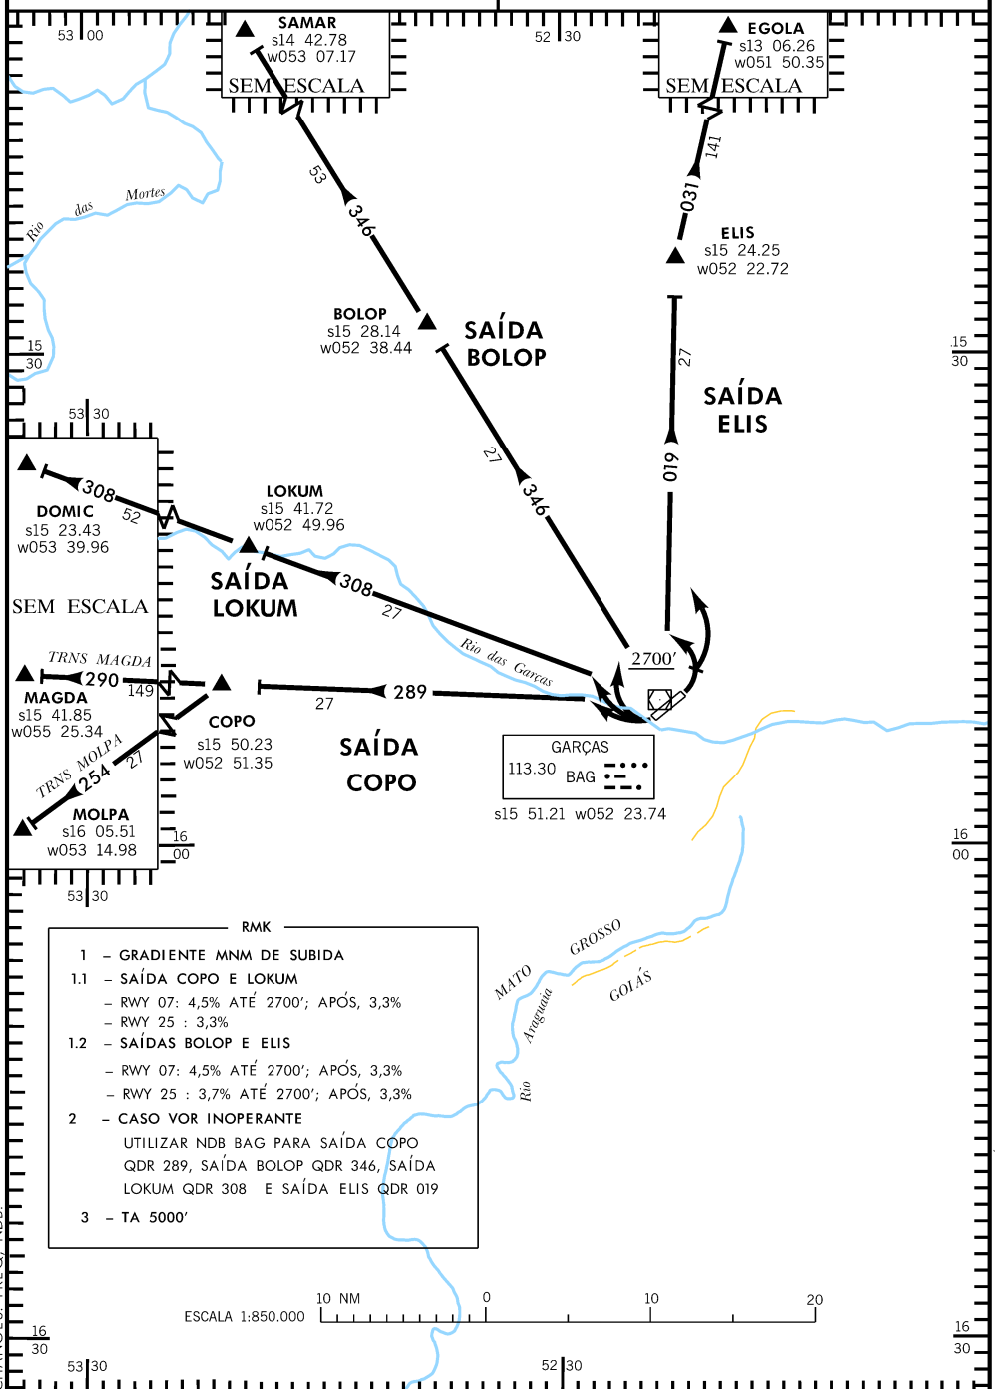 53 00
52 30
SAMAR
s14 42.78
w053 07.17
SEM ESCALA
EGOLA
s13 06.26
w051 50.35
SEM ESCALA
53
346
141
031
Rio das Mortes
ELIS
s15 24.25
w052 22.72
BOLOP
s15 28.14
w052 38.44
SAÍDA
BOLOP
15
30
15
30
27
SAÍDA
ELIS
53 30
27
019
346
308
52
DOMIC
s15 23.43
w053 39.96
LOKUM
s15 41.72
w052 49.96
SAÍDA
LOKUM
308
27
SEM ESCALA
Rio das Garças
2700'
TRNS MAGDA
290
149
MAGDA
s15 41.85
w055 25.34
289
27
COPO
s15 50.23
w052 51.35
SAÍDA
COPO
TRNS MOLPA
254
27
MOLPA
s16 05.51
w053 14.98
GARÇAS
113.30
BAG
s15 51.21 w052 23.74
16
00
16
00
53 30
MATO GROSSO
GOIÁS
Rio Araguaia
RMK
1 – GRADIENTE MNM DE SUBIDA
1.1 – SAÍDA COPO E LOKUM
– RWY 07: 4,5% ATÉ 2700'; APÓS, 3,3%
– RWY 25 : 3,3%
1.2 – SAÍDAS BOLOP E ELIS
– RWY 07: 4,5% ATÉ 2700'; APÓS, 3,3%
– RWY 25 : 3,7% ATÉ 2700'; APÓS, 3,3%
2 – CASO VOR INOPERANTE
UTILIZAR NDB BAG PARA SAÍDA COPO
QDR 289, SAÍDA BOLOP QDR 346, SAÍDA
LOKUM QDR 308 E SAÍDA ELIS QDR 019
3 – TA 5000'
10 NM 0 10 20
ESCALA 1:850.000
16
30
16
30
53 30
52 30